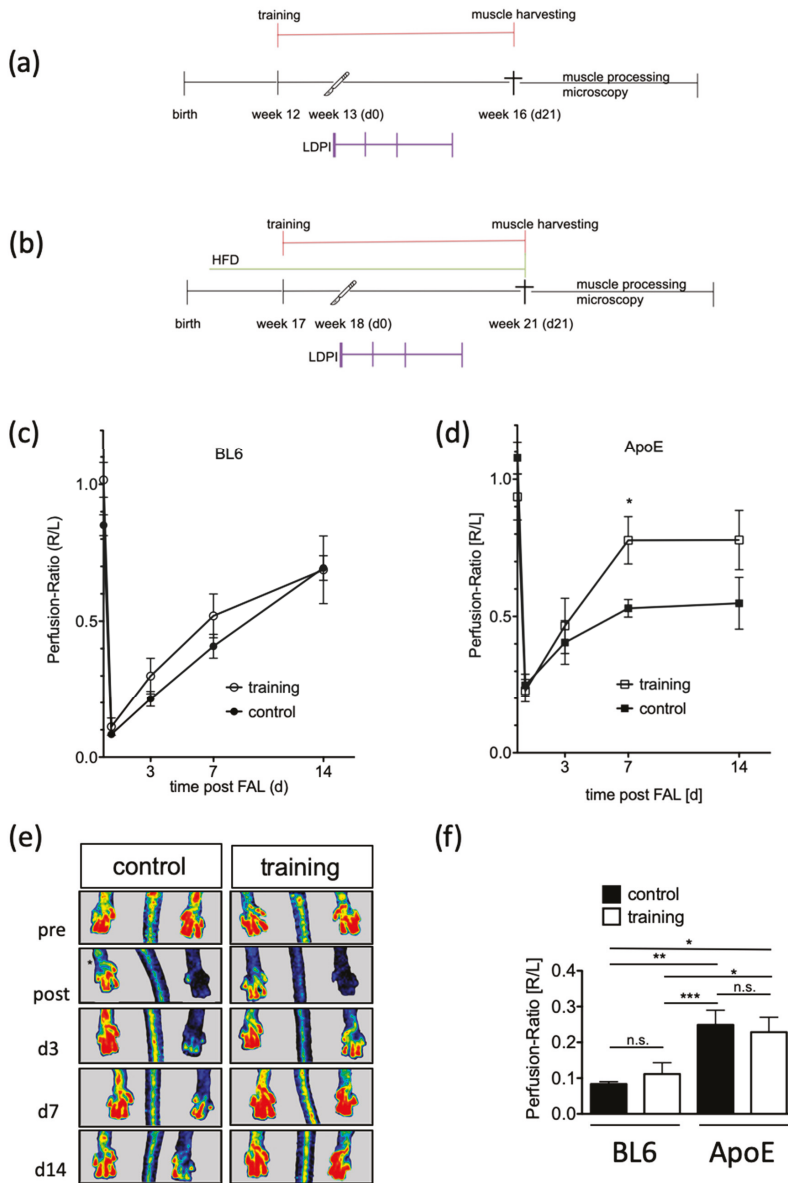 (a)
training
muscle harvesting
muscle processing
microscopy
birth
week 12
week 13 (d0)
week 16 (d21)
LDPI
(b)
training
muscle harvesting
HFD
muscle processing
microscopy
birth
week 17
week 18 (d0)
week 21 (d21)
LDPI
(c)
BL6
Perfusion-Ratio (R/L)
1.0
0.5
0.0
training
control
3
7
14
time post FAL (d)
(d)
ApoE
Perfusion-Ratio [R/L]
1.0
0.5
0.0
*
training
control
3
7
14
time post FAL [d]
(e)
control
training
pre
post
*
d3
d7
d14
(f)
control
training
Perfusion-Ratio [R/L]
0.4
0.3
0.2
0.1
0.0
*
**
*
***
n.s.
n.s.
BL6
ApoE